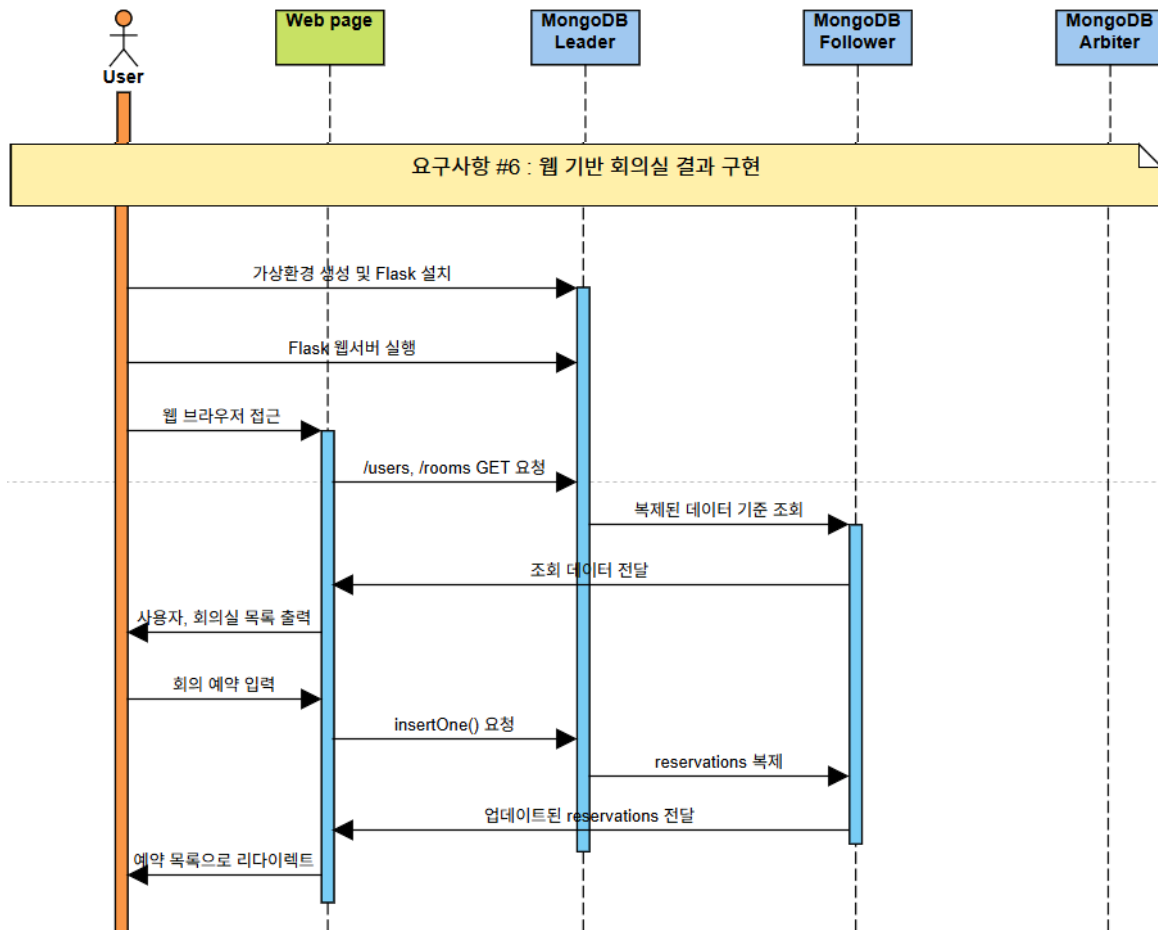 User
Web page
MongoDB
Leader
MongoDB
Follower
MongoDB
Arbiter
요구사항 #6 : 웹 기반 회의실 결과 구현
가상환경 생성 및 Flask 설치
Flask 웹서버 실행
웹 브라우저 접근
/users, /rooms GET 요청
복제된 데이터 기준 조회
조회 데이터 전달
사용자, 회의실 목록 출력
회의 예약 입력
insertOne() 요청
reservations 복제
업데이트된 reservations 전달
예약 목록으로 리다이렉트